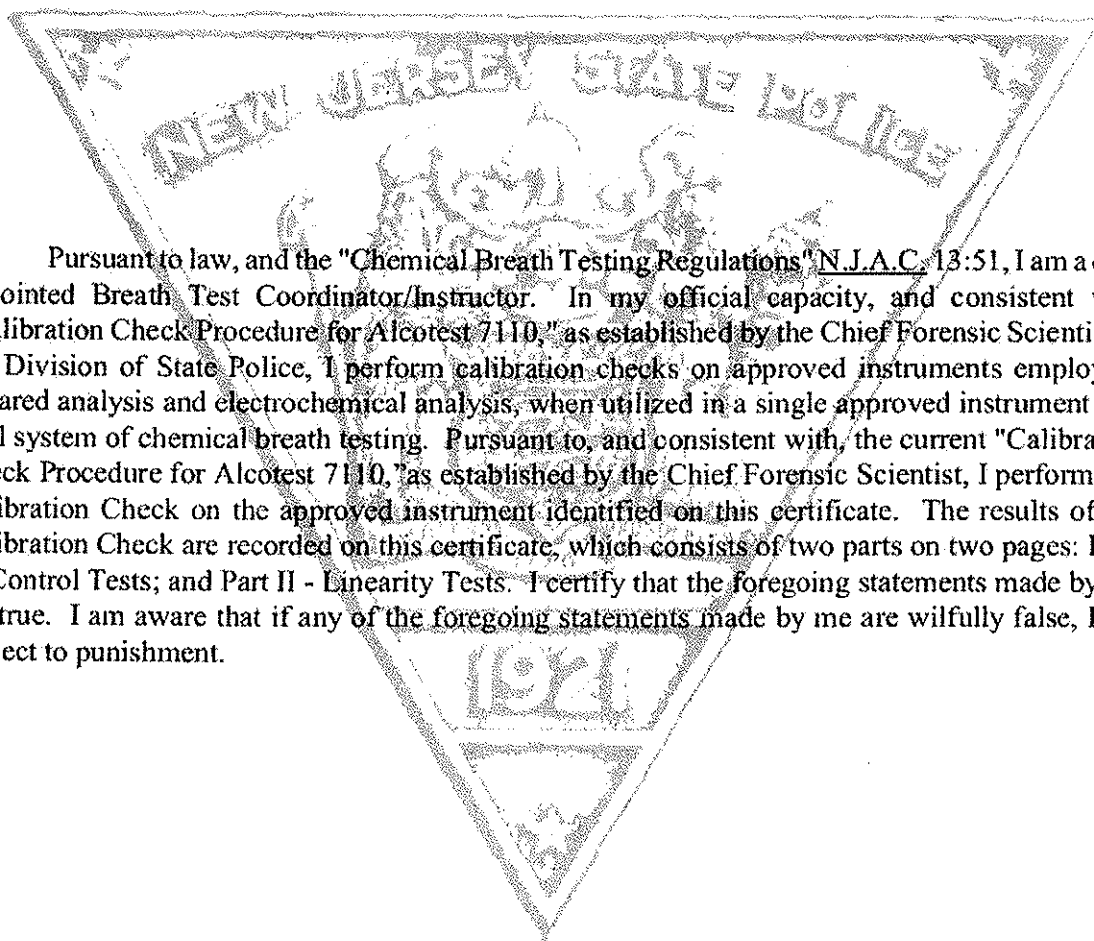 NEW JERSEY STATE POLICE
Pursuant to law, and the "Chemical Breath Testing Regulations" N.J.A.C. 13:51, I am a
ointed Breath Test Coordinator/Instructor. In my official capacity, and consistent
libration Check Procedure for Alcotest 7110," as established by the Chief Forensic Scienti
Division of State Police, I perform calibration checks on approved instruments employ
ared analysis and electrochemical analysis, when utilized in a single approved instrument
l system of chemical breath testing. Pursuant to, and consistent with, the current "Calibra
ck Procedure for Alcotest 7110," as established by the Chief Forensic Scientist, I perform
ibration Check on the approved instrument identified on this certificate. The results of
ibration Check are recorded on this certificate, which consists of two parts on two pages:
Control Tests; and Part II - Linearity Tests. I certify that the foregoing statements made by
true. I am aware that if any of the foregoing statements made by me are wilfully false, I
ect to punishment.
1921